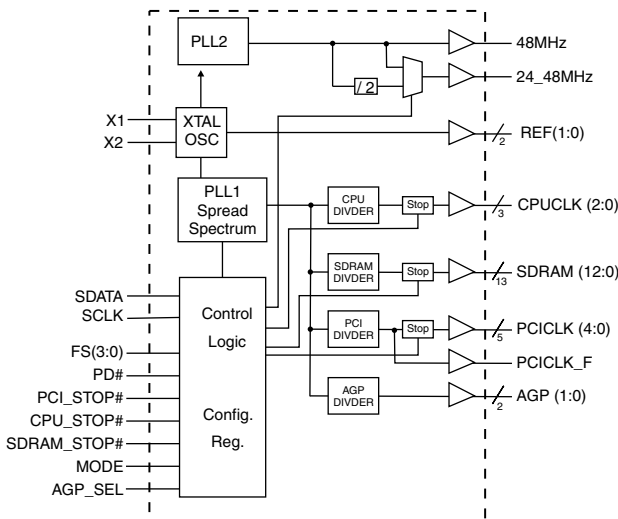 PLL2
48MHz
/ 2
24_48MHz
X1
X2
XTAL
OSC
REF(1:0)
2
PLL1
Spread
Spectrum
CPU
DIVDER
Stop
CPUCLK (2:0)
3
SDRAM
DIVDER
Stop
SDRAM (12:0)
13
PCI
DIVDER
Stop
PCICLK (4:0)
5
PCICLK_F
AGP
DIVDER
AGP (1:0)
2
SDATA
SCLK
FS(3:0)
PD#
PCI_STOP#
CPU_STOP#
SDRAM_STOP#
MODE
AGP_SEL
Control
Logic
Config.
Reg.